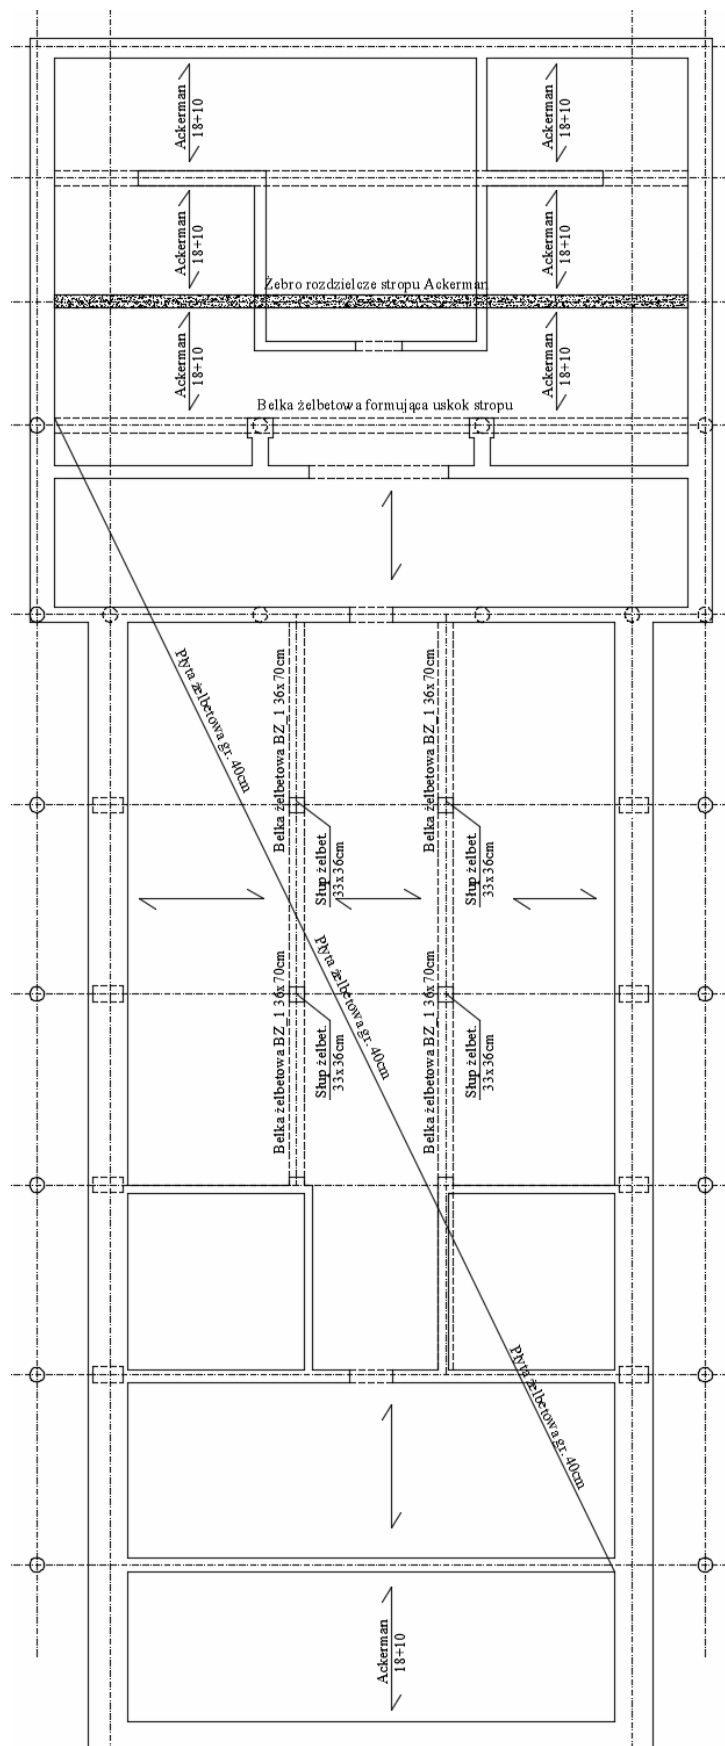 Ackerman
18+10
Ackerman
18+10
Ackerman
18+10
Ackerman
18+10
Żebro rozdzielcze stropu Ackerman
Ackerman
18+10
Ackerman
18+10
Belka żelbetowa formująca uskok stropu
Płyta żelbetowa gr. 40cm
Belka żelbetowa BZ_1 36x70cm
Belka żelbetowa BZ_1 36x70cm
Słup żelbet.
33x36cm
Słup żelbet.
33x36cm
Płyta żelbetowa gr. 40cm
Belka żelbetowa BZ_1 36x70cm
Belka żelbetowa BZ_1 36x70cm
Słup żelbet.
33x36cm
Słup żelbet.
33x36cm
Płyta żelbetowa gr. 40cm
Ackerman
18+10